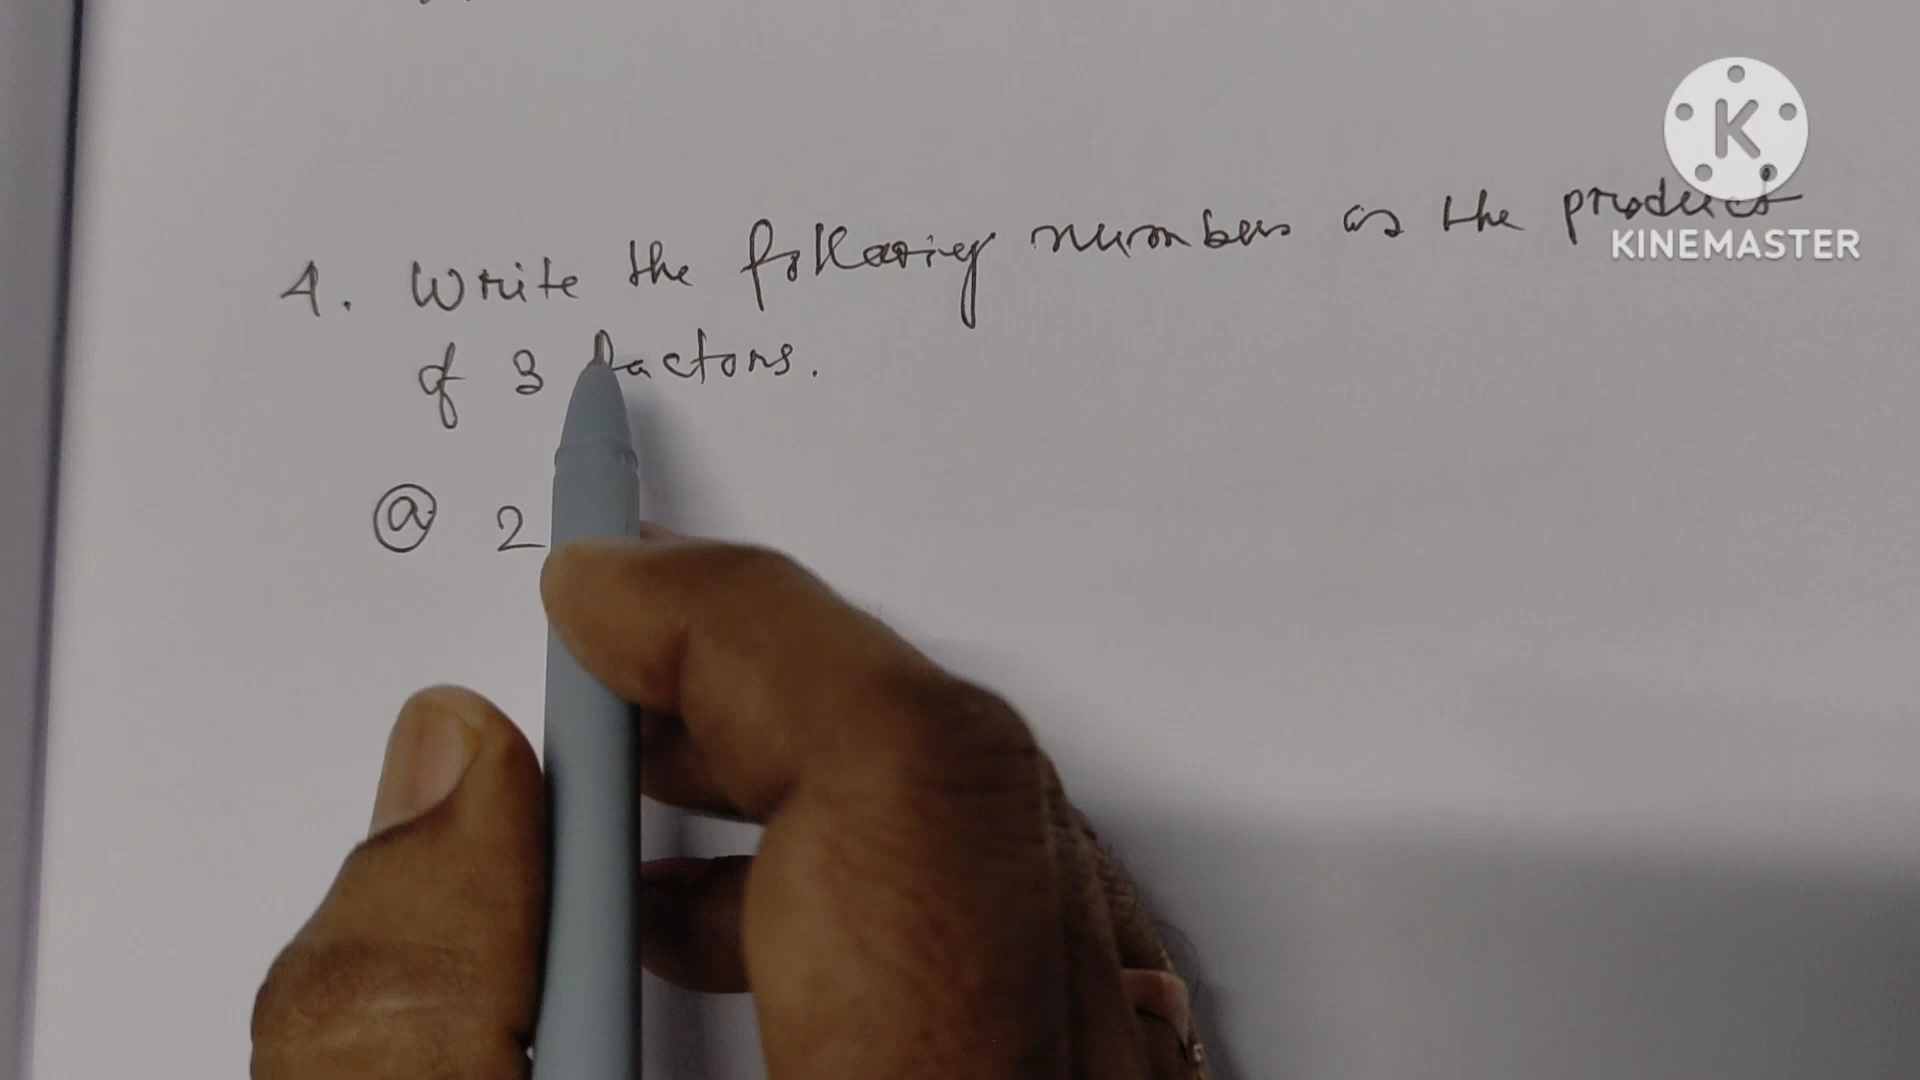 K
KINEMASTER
4. Write the following numbers as the product
of 3 factors.
ⓐ 2